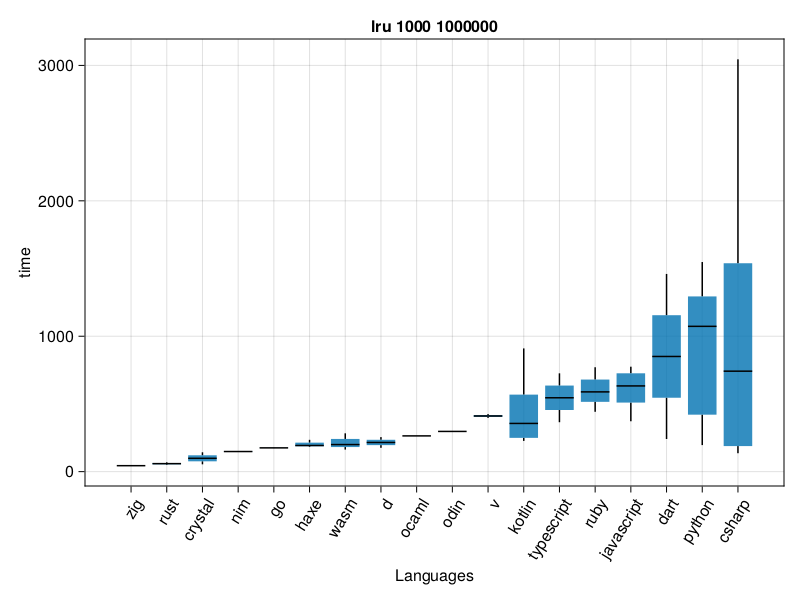 lru 1000 1000000
3000
2000
1000
0
time
zig
rust
crystal
nim
go
haxe
wasm
d
ocaml
odin
v
kotlin
typescript
ruby
javascript
dart
python
csharp
Languages